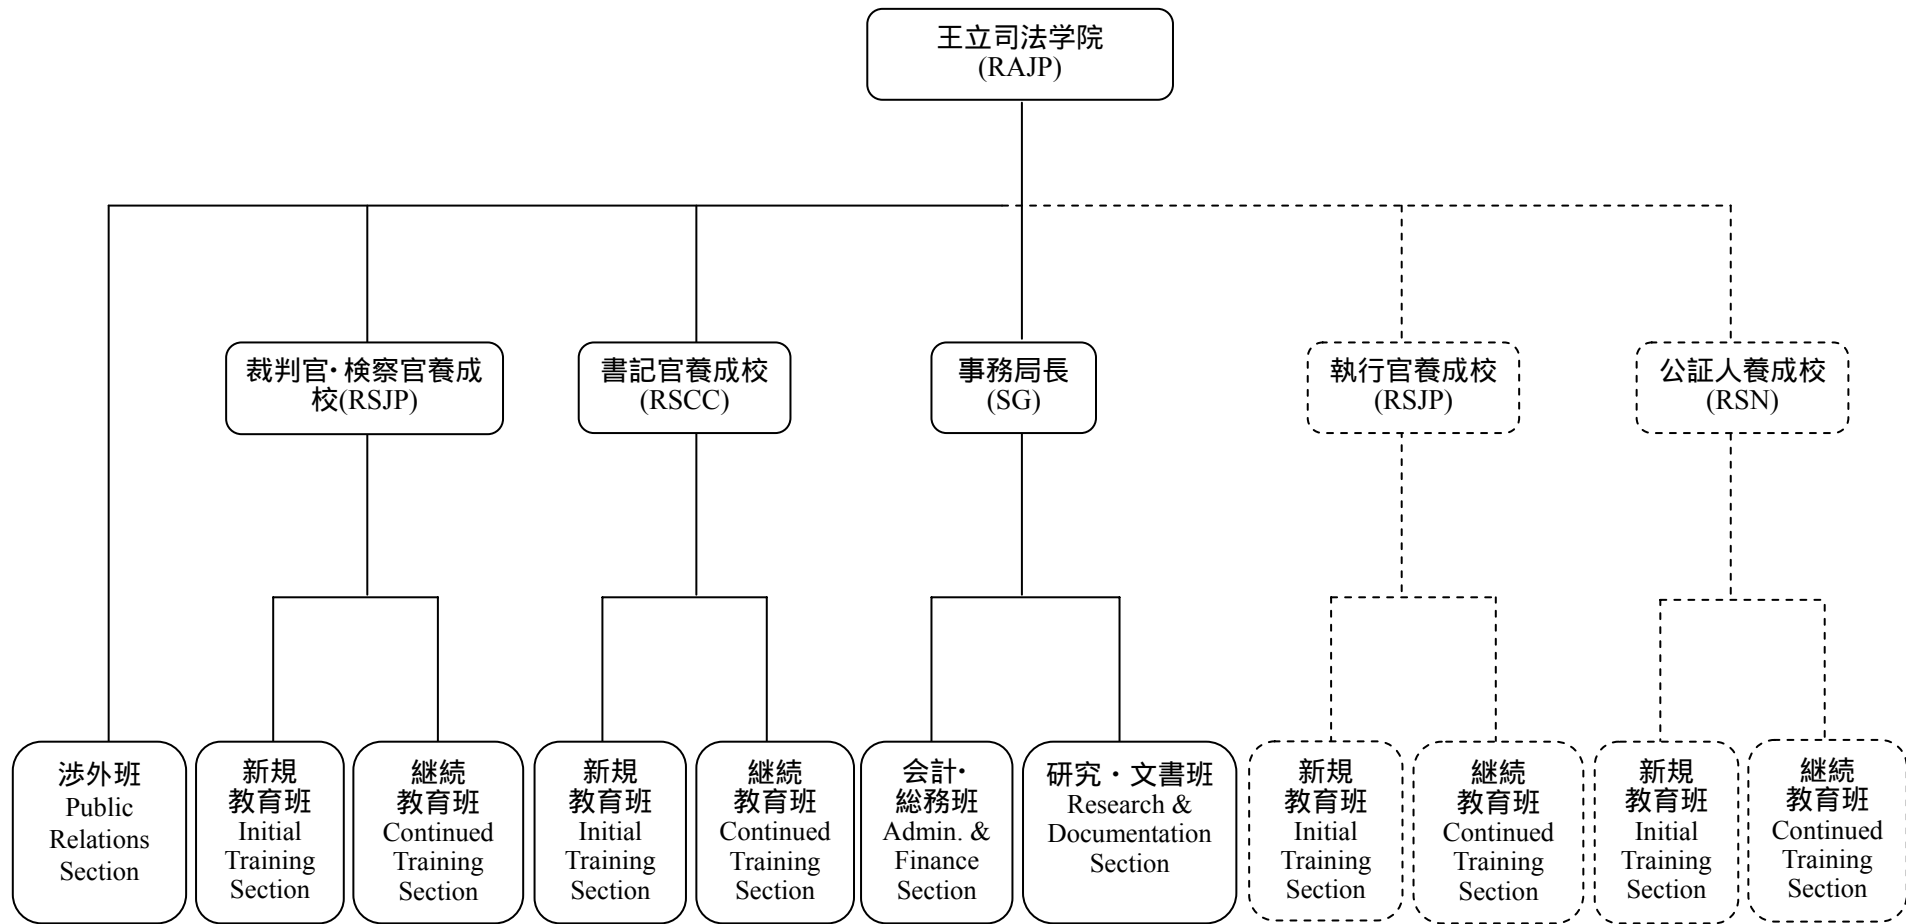 王立司法学院
(RAJP)
裁判官・検察官養成
校(RSJP)
書記官養成校
(RSCC)
事務局長
(SG)
執行官養成校
(RSJP)
公証人養成校
(RSN)
渉外班
Public
Relations
Section
新規
教育班
Initial
Training
Section
継続
教育班
Continued
Training
Section
新規
教育班
Initial
Training
Section
継続
教育班
Continued
Training
Section
会計・
総務班
Admin. &
Finance
Section
研究・文書班
Research &
Documentation
Section
新規
教育班
Initial
Training
Section
継続
教育班
Continued
Training
Section
新規
教育班
Initial
Training
Section
継続
教育班
Continued
Training
Section